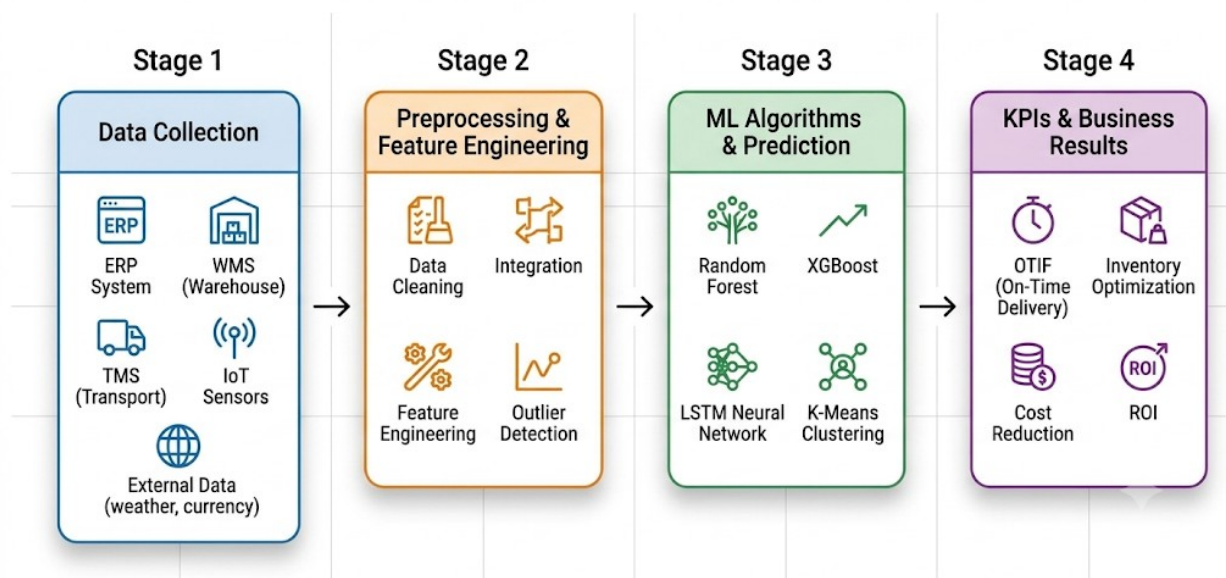 Stage 1
Data Collection
ERP
ERP
System
WMS
(Warehouse)
TMS
(Transport)
IoT
Sensors
External Data
(weather, currency)
Stage 2
Preprocessing &
Feature Engineering
Data
Cleaning
Integration
Feature
Engineering
Outlier
Detection
Stage 3
ML Algorithms
& Prediction
Random
Forest
XGBoost
LSTM Neural
Network
K-Means
Clustering
Stage 4
KPIs & Business
Results
OTIF
(On-Time
Delivery)
Inventory
Optimization
$
Cost
Reduction
ROI
ROI